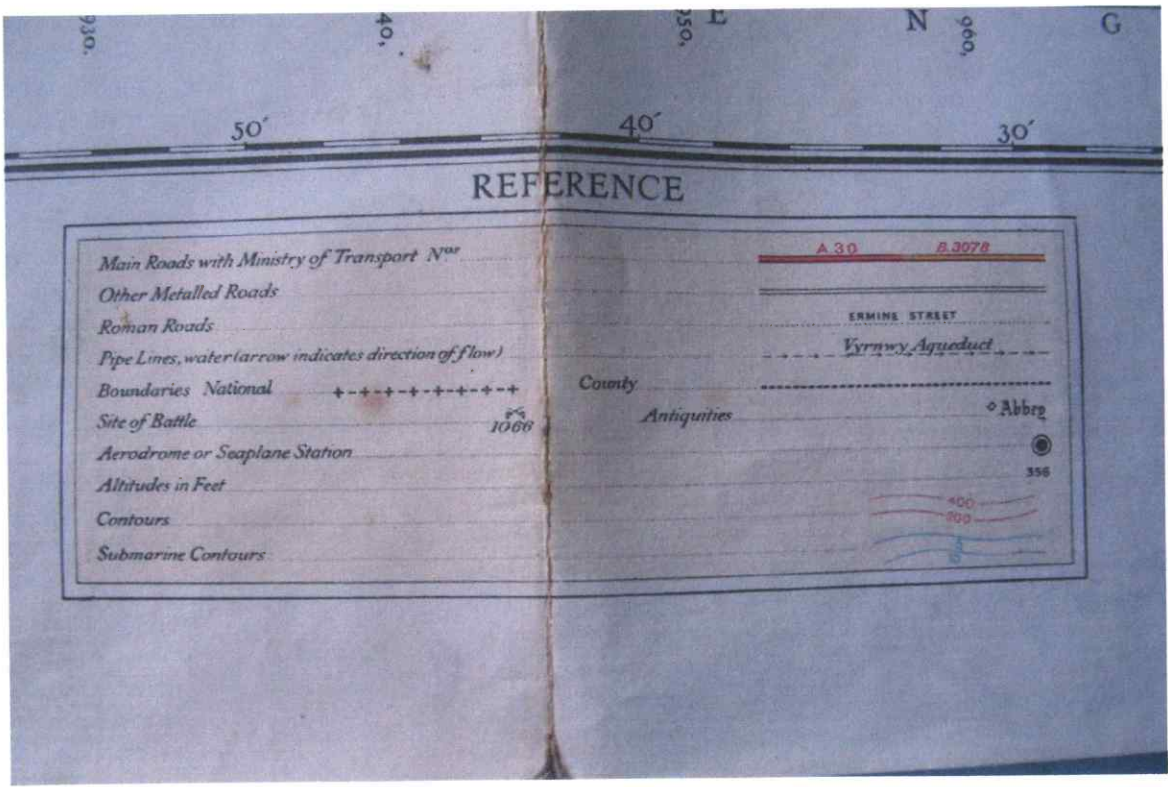 930. 40, 950, E N 960, G
50′ 40′ 30′
REFERENCE
Main Roads with Ministry of Transport Nos A 30 B.3078
Other Metalled Roads
Roman Roads ERMINE STREET
Pipe Lines, water (arrow indicates direction of flow) Vyrnwy Aqueduct
Boundaries National County
Site of Battle 1066 Antiquities Abbey
Aerodrome or Seaplane Station
Altitudes in Feet 356
Contours 400
Submarine Contours